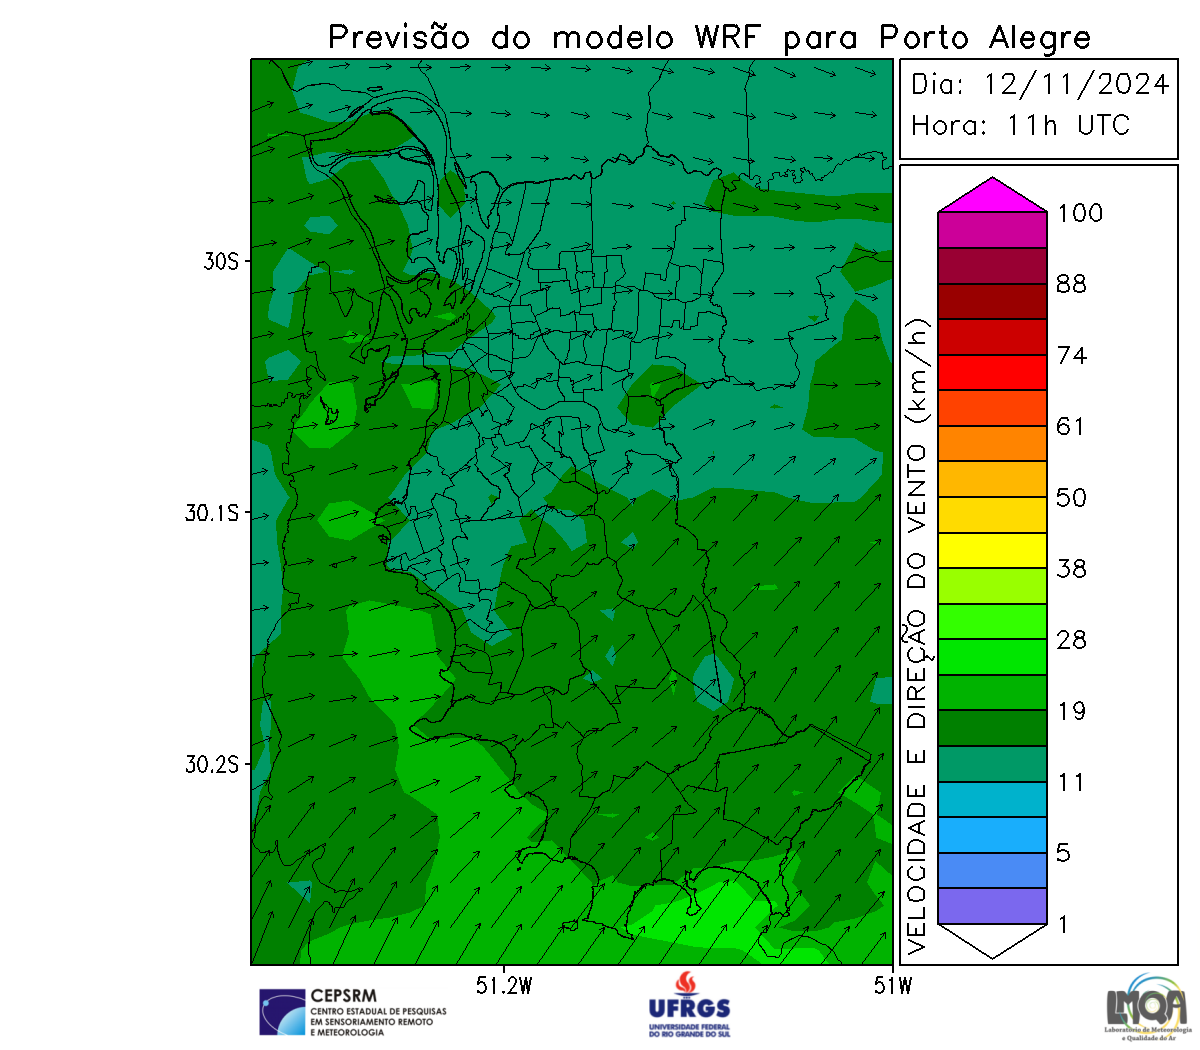 Previsão do modelo WRF para Porto Alegre
Dia: 12/11/2024
Hora: 11h UTC
30S
30.1S
30.2S
51.2W
51W
VELOCIDADE E DIREÇÃO DO VENTO (km/h)
100
88
74
61
50
38
28
19
11
5
1
CEPSRM
CENTRO ESTADUAL DE PESQUISAS
EM SENSORIAMENTO REMOTO
E METEOROLOGIA
UFRGS
UNIVERSIDADE FEDERAL
DO RIO GRANDE DO SUL
LMQA
Laboratório de Meteorologia
e Qualidade do Ar